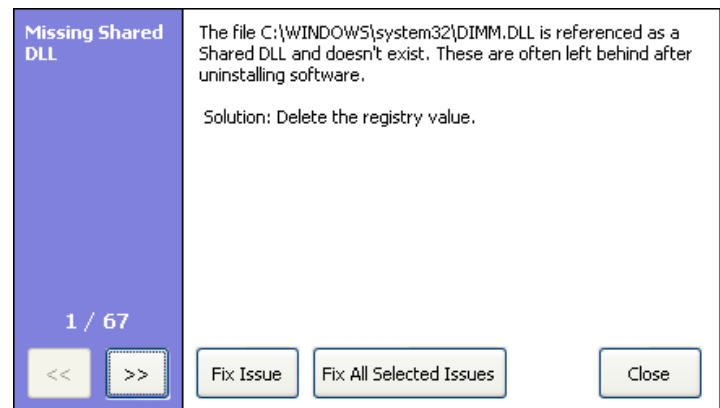 Missing Shared
DLL
The file C:\WINDOWS\system32\DIMM.DLL is referenced as a
Shared DLL and doesn't exist. These are often left behind after
uninstalling software.
Solution: Delete the registry value.
1 / 67
<<
>>
Fix Issue
Fix All Selected Issues
Close